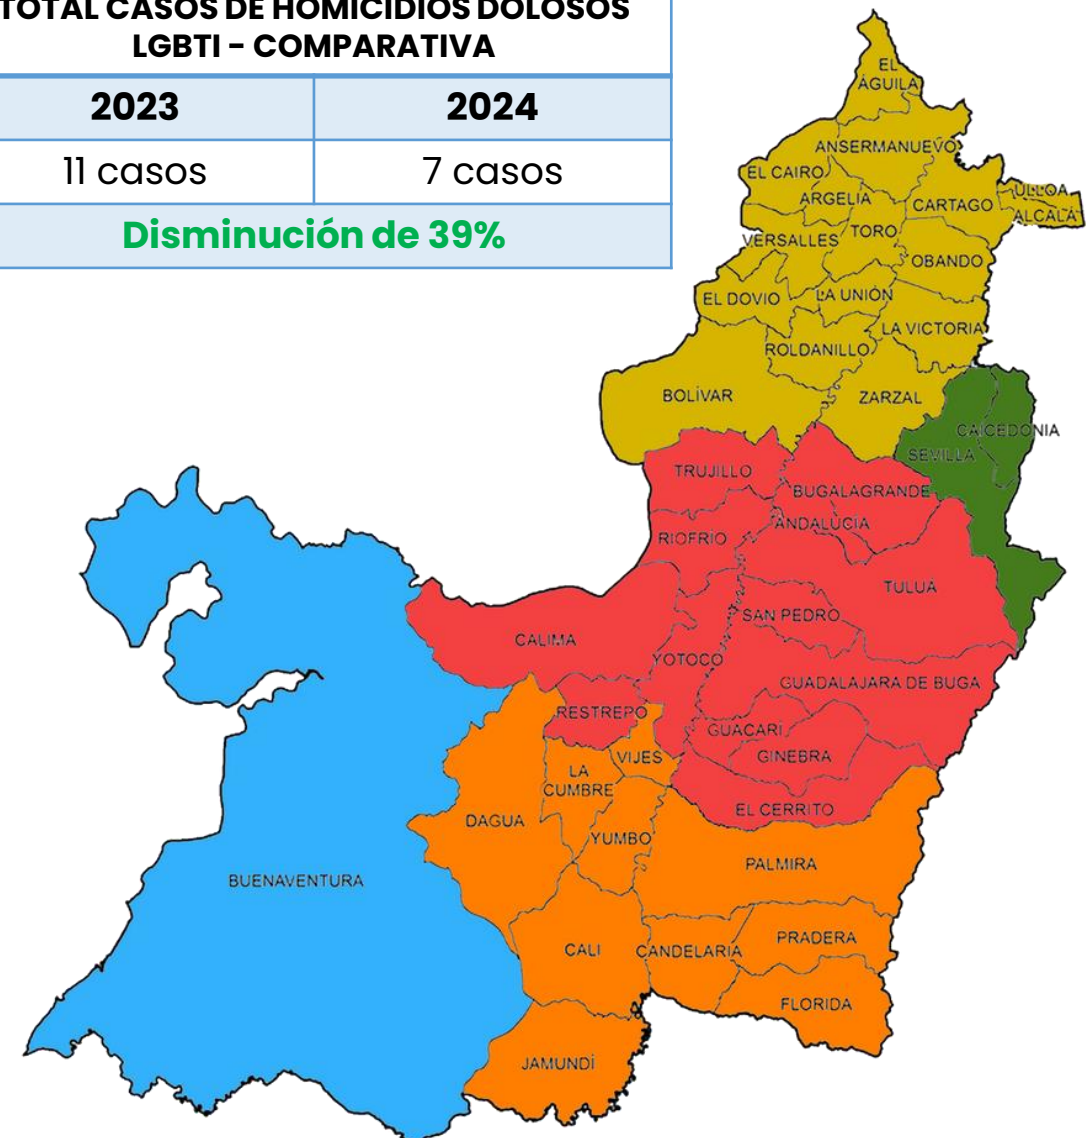 TOTAL CASOS DE HOMICIDIOS DOLOSOS
LGBTI - COMPARATIVA
2023 2024
11 casos 7 casos
Disminución de 39%
EL
ÁGUILA
ANSERMANUEVO
EL CAIRO
ULLOA
ARGELIA
CARTAGO
ALCALÁ
VERSALLES
TORO
OBANDO
EL DOVIO
LA UNIÓN
LA VICTORIA
ROLDANILLO
BOLÍVAR
ZARZAL
CAICEDONIA
SEVILLA
TRUJILLO
BUGALAGRANDE
ANDALUCÍA
RIOFRÍO
TULUA
SAN PEDRO
CALIMA
YOTOCO
GUADALAJARA DE BUGA
RESTREPO
GUACARÍ
GINEBRA
VIJES
LA
CUMBRE
EL CERRITO
DAGUA
YUMBO
PALMIRA
BUENAVENTURA
PRADERA
CALI
CANDELARIA
FLORIDA
JAMUNDÍ